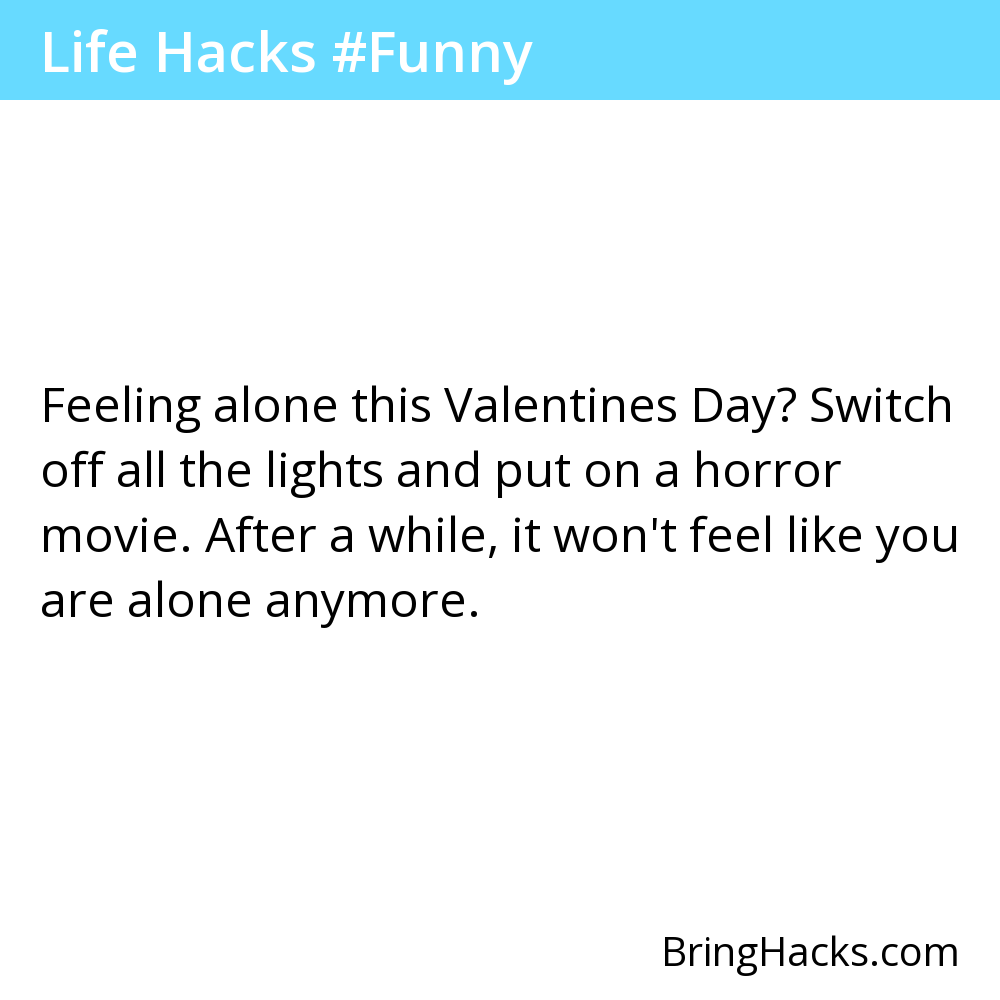 Life Hacks #Funny
Feeling alone this Valentines Day? Switch
off all the lights and put on a horror
movie. After a while, it won't feel like you
are alone anymore.
BringHacks.com